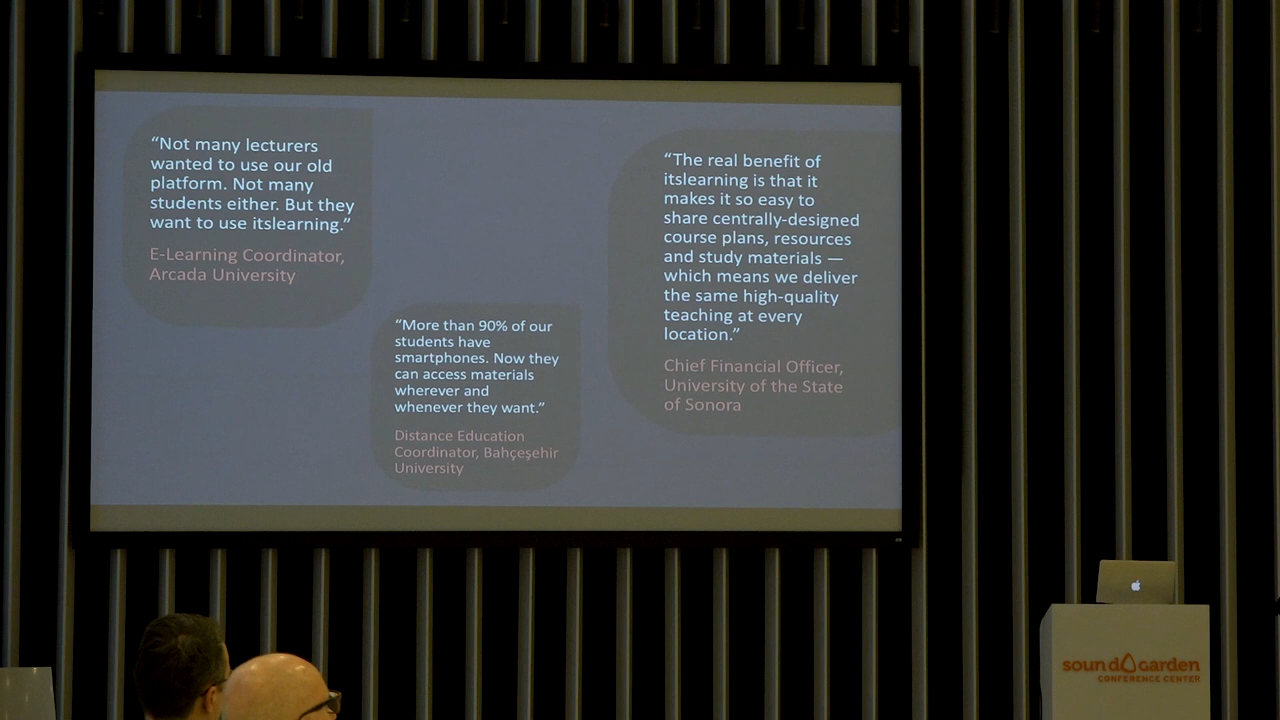 “Not many lecturers
wanted to use our old
platform. Not many
students either. But they
want to use itslearning.”
E-Learning Coordinator,
Arcada University
“More than 90% of our
students have
smartphones. Now they
can access materials
wherever and
whenever they want.”
Distance Education
Coordinator, Bahçeşehir
University
“The real benefit of
itslearning is that it
makes it so easy to
share centrally-designed
course plans, resources
and study materials —
which means we deliver
the same high-quality
teaching at every
location.”
Chief Financial Officer,
University of the State
of Sonora
sound garden
CONFERENCE CENTER